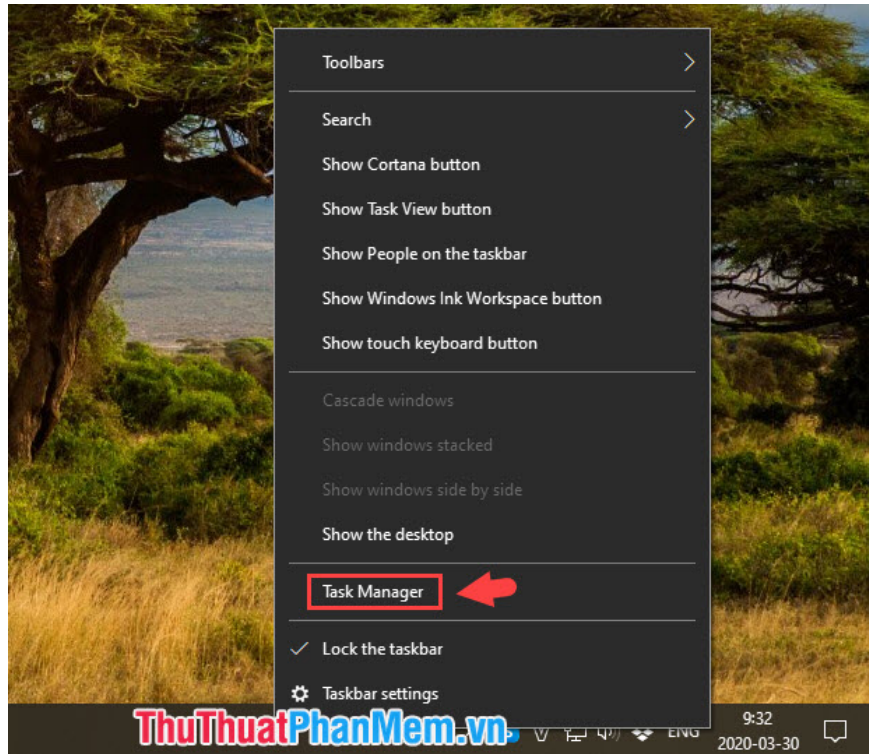 Toolbars
Search
Show Cortana button
Show Task View button
Show People on the taskbar
Show Windows Ink Workspace button
Show touch keyboard button
Cascade windows
Show windows stacked
Show windows side by side
Show the desktop
Task Manager
Lock the taskbar
Taskbar settings
ThuThuatPhanMem.vn
ENG
9:32
2020-03-30